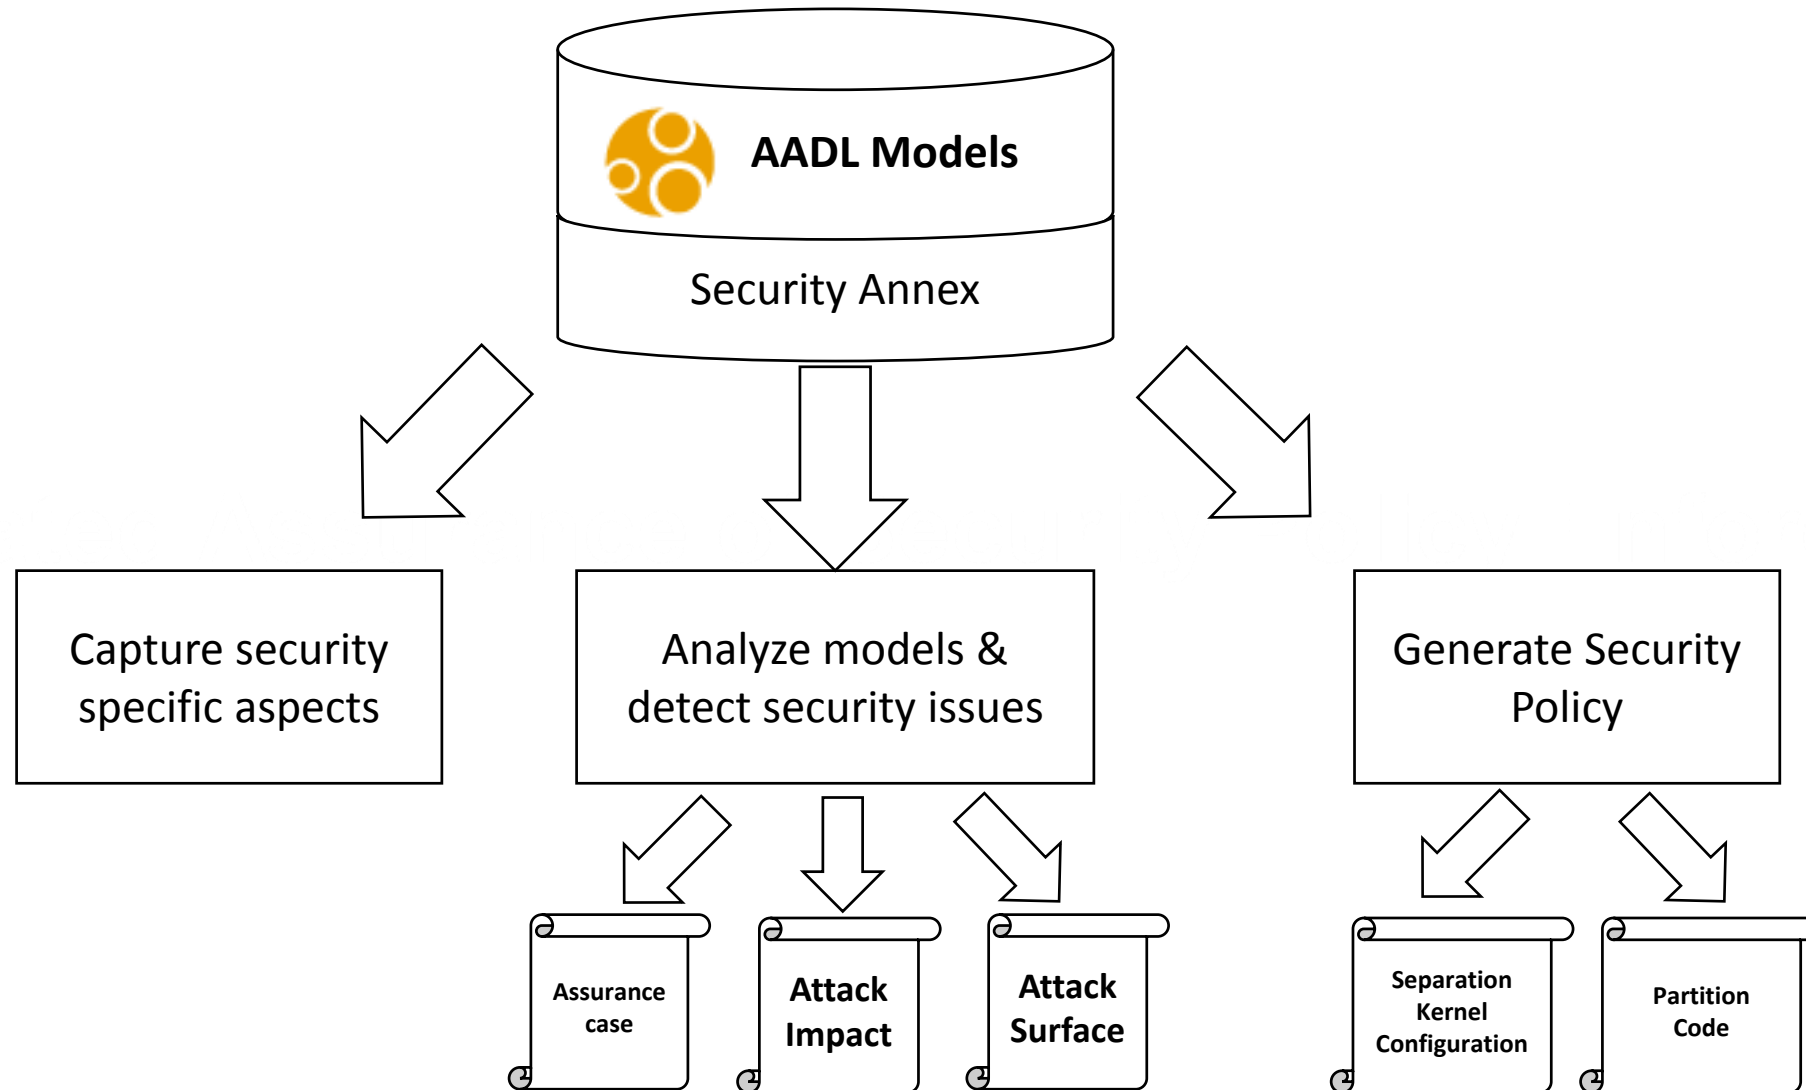 AADL Models
Security Annex
Capture security
specific aspects
Analyze models &
detect security issues
Generate Security
Policy
Assurance
case
Attack
Impact
Attack
Surface
Separation
Kernel
Configuration
Partition
Code